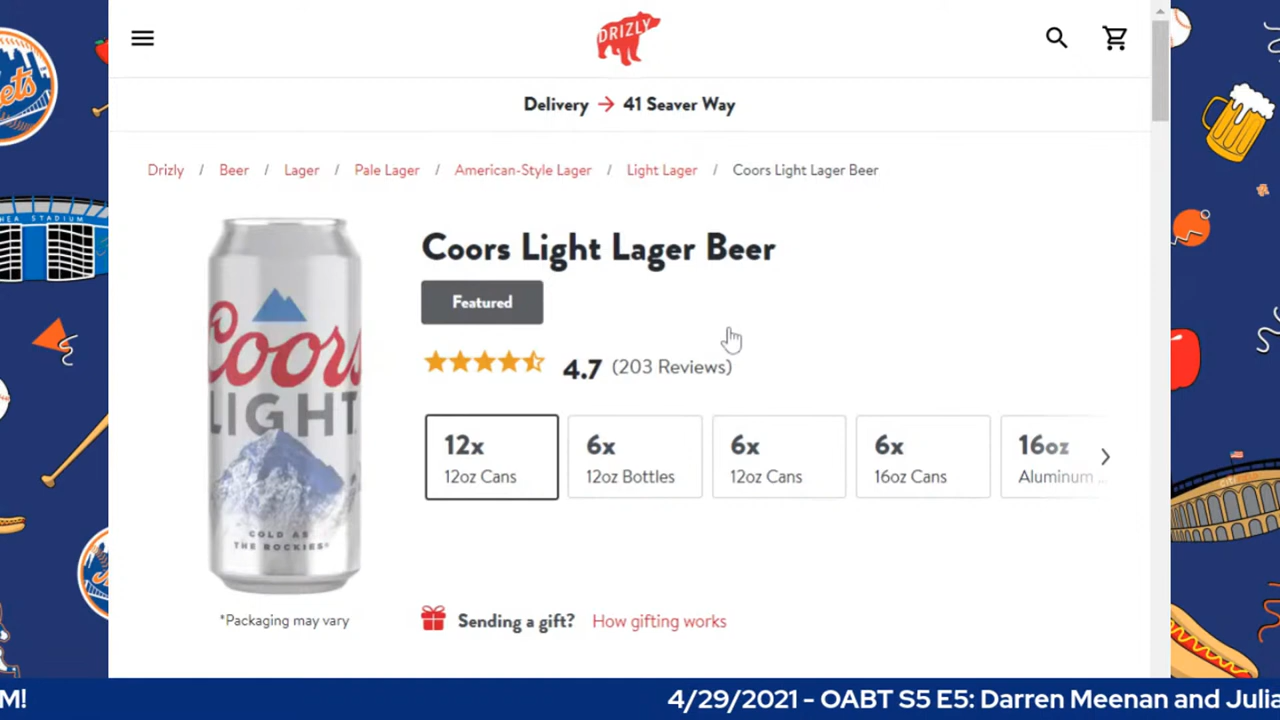 DRIZLY
Delivery → 41 Seaver Way
Drizly / Beer / Lager / Pale Lager / American-Style Lager / Light Lager / Coors Light Lager Beer
Mets
HEA STADIUM
Coors Light Lager Beer
Featured
4.7 (203 Reviews)
Coors
LIGHT
COLD AS
THE ROCKIES®
12x
12oz Cans
6x
12oz Bottles
6x
12oz Cans
6x
16oz Cans
16oz
Aluminum ...
*Packaging may vary
Sending a gift? How gifting works
M!
4/29/2021 - OABT S5 E5: Darren Meenan and Julia